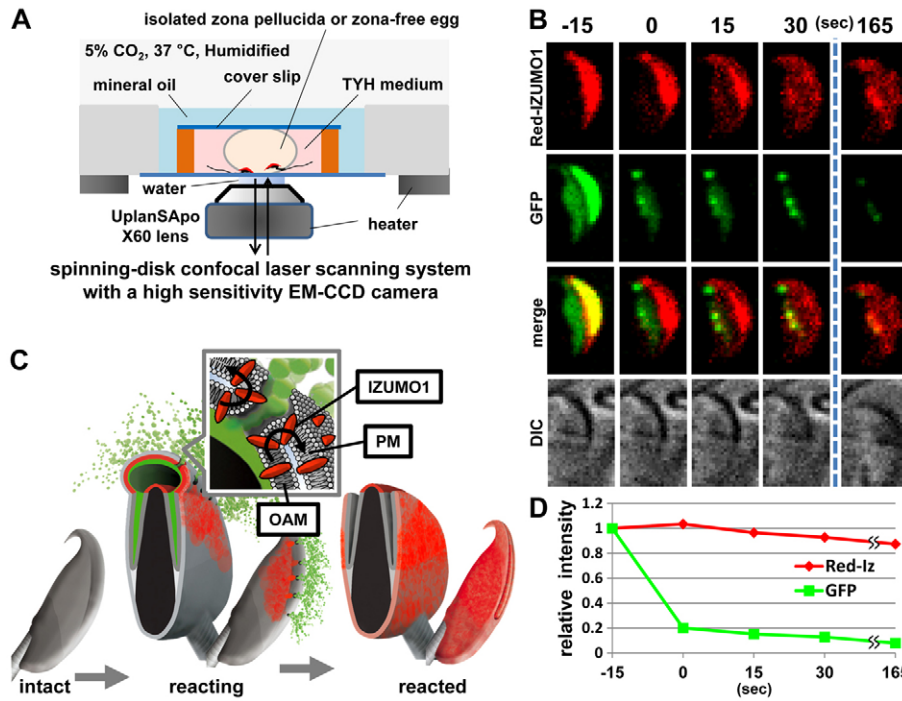 A
isolated zona pellucida or zona-free egg
5% CO₂, 37 °C, Humidified
cover slip
mineral oil
TYH medium
water
UplanSApo
X60 lens
heater
spinning-disk confocal laser scanning system
with a high sensitivity EM-CCD camera
B
-15 0 15 30 (sec) 165
Red-IZUMO1
GFP
merge
DIC
C
IZUMO1
PM
OAM
intact
reacting
reacted
D
relative intensity
1.2
1
0.8
0.6
0.4
0.2
0
Red-Iz
GFP
-15 0 15 30 165
(sec)